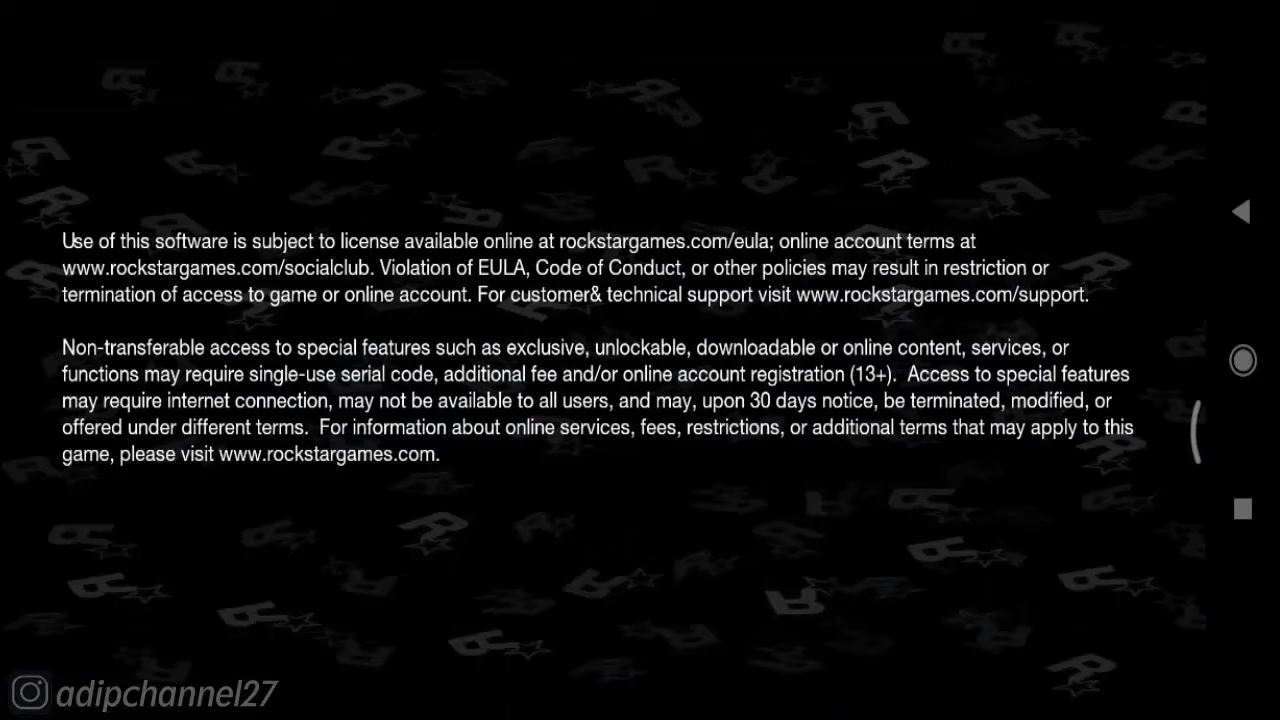 Use of this software is subject to license available online at rockstargames.com/eula; online account terms at
www.rockstargames.com/socialclub. Violation of EULA, Code of Conduct, or other policies may result in restriction or
termination of access to game or online account. For customer& technical support visit www.rockstargames.com/support.
Non-transferable access to special features such as exclusive, unlockable, downloadable or online content, services, or
functions may require single-use serial code, additional fee and/or online account registration (13+).  Access to special features
may require internet connection, may not be available to all users, and may, upon 30 days notice, be terminated, modified, or
offered under different terms.  For information about online services, fees, restrictions, or additional terms that may apply to this
game, please visit www.rockstargames.com.
adipchannel27